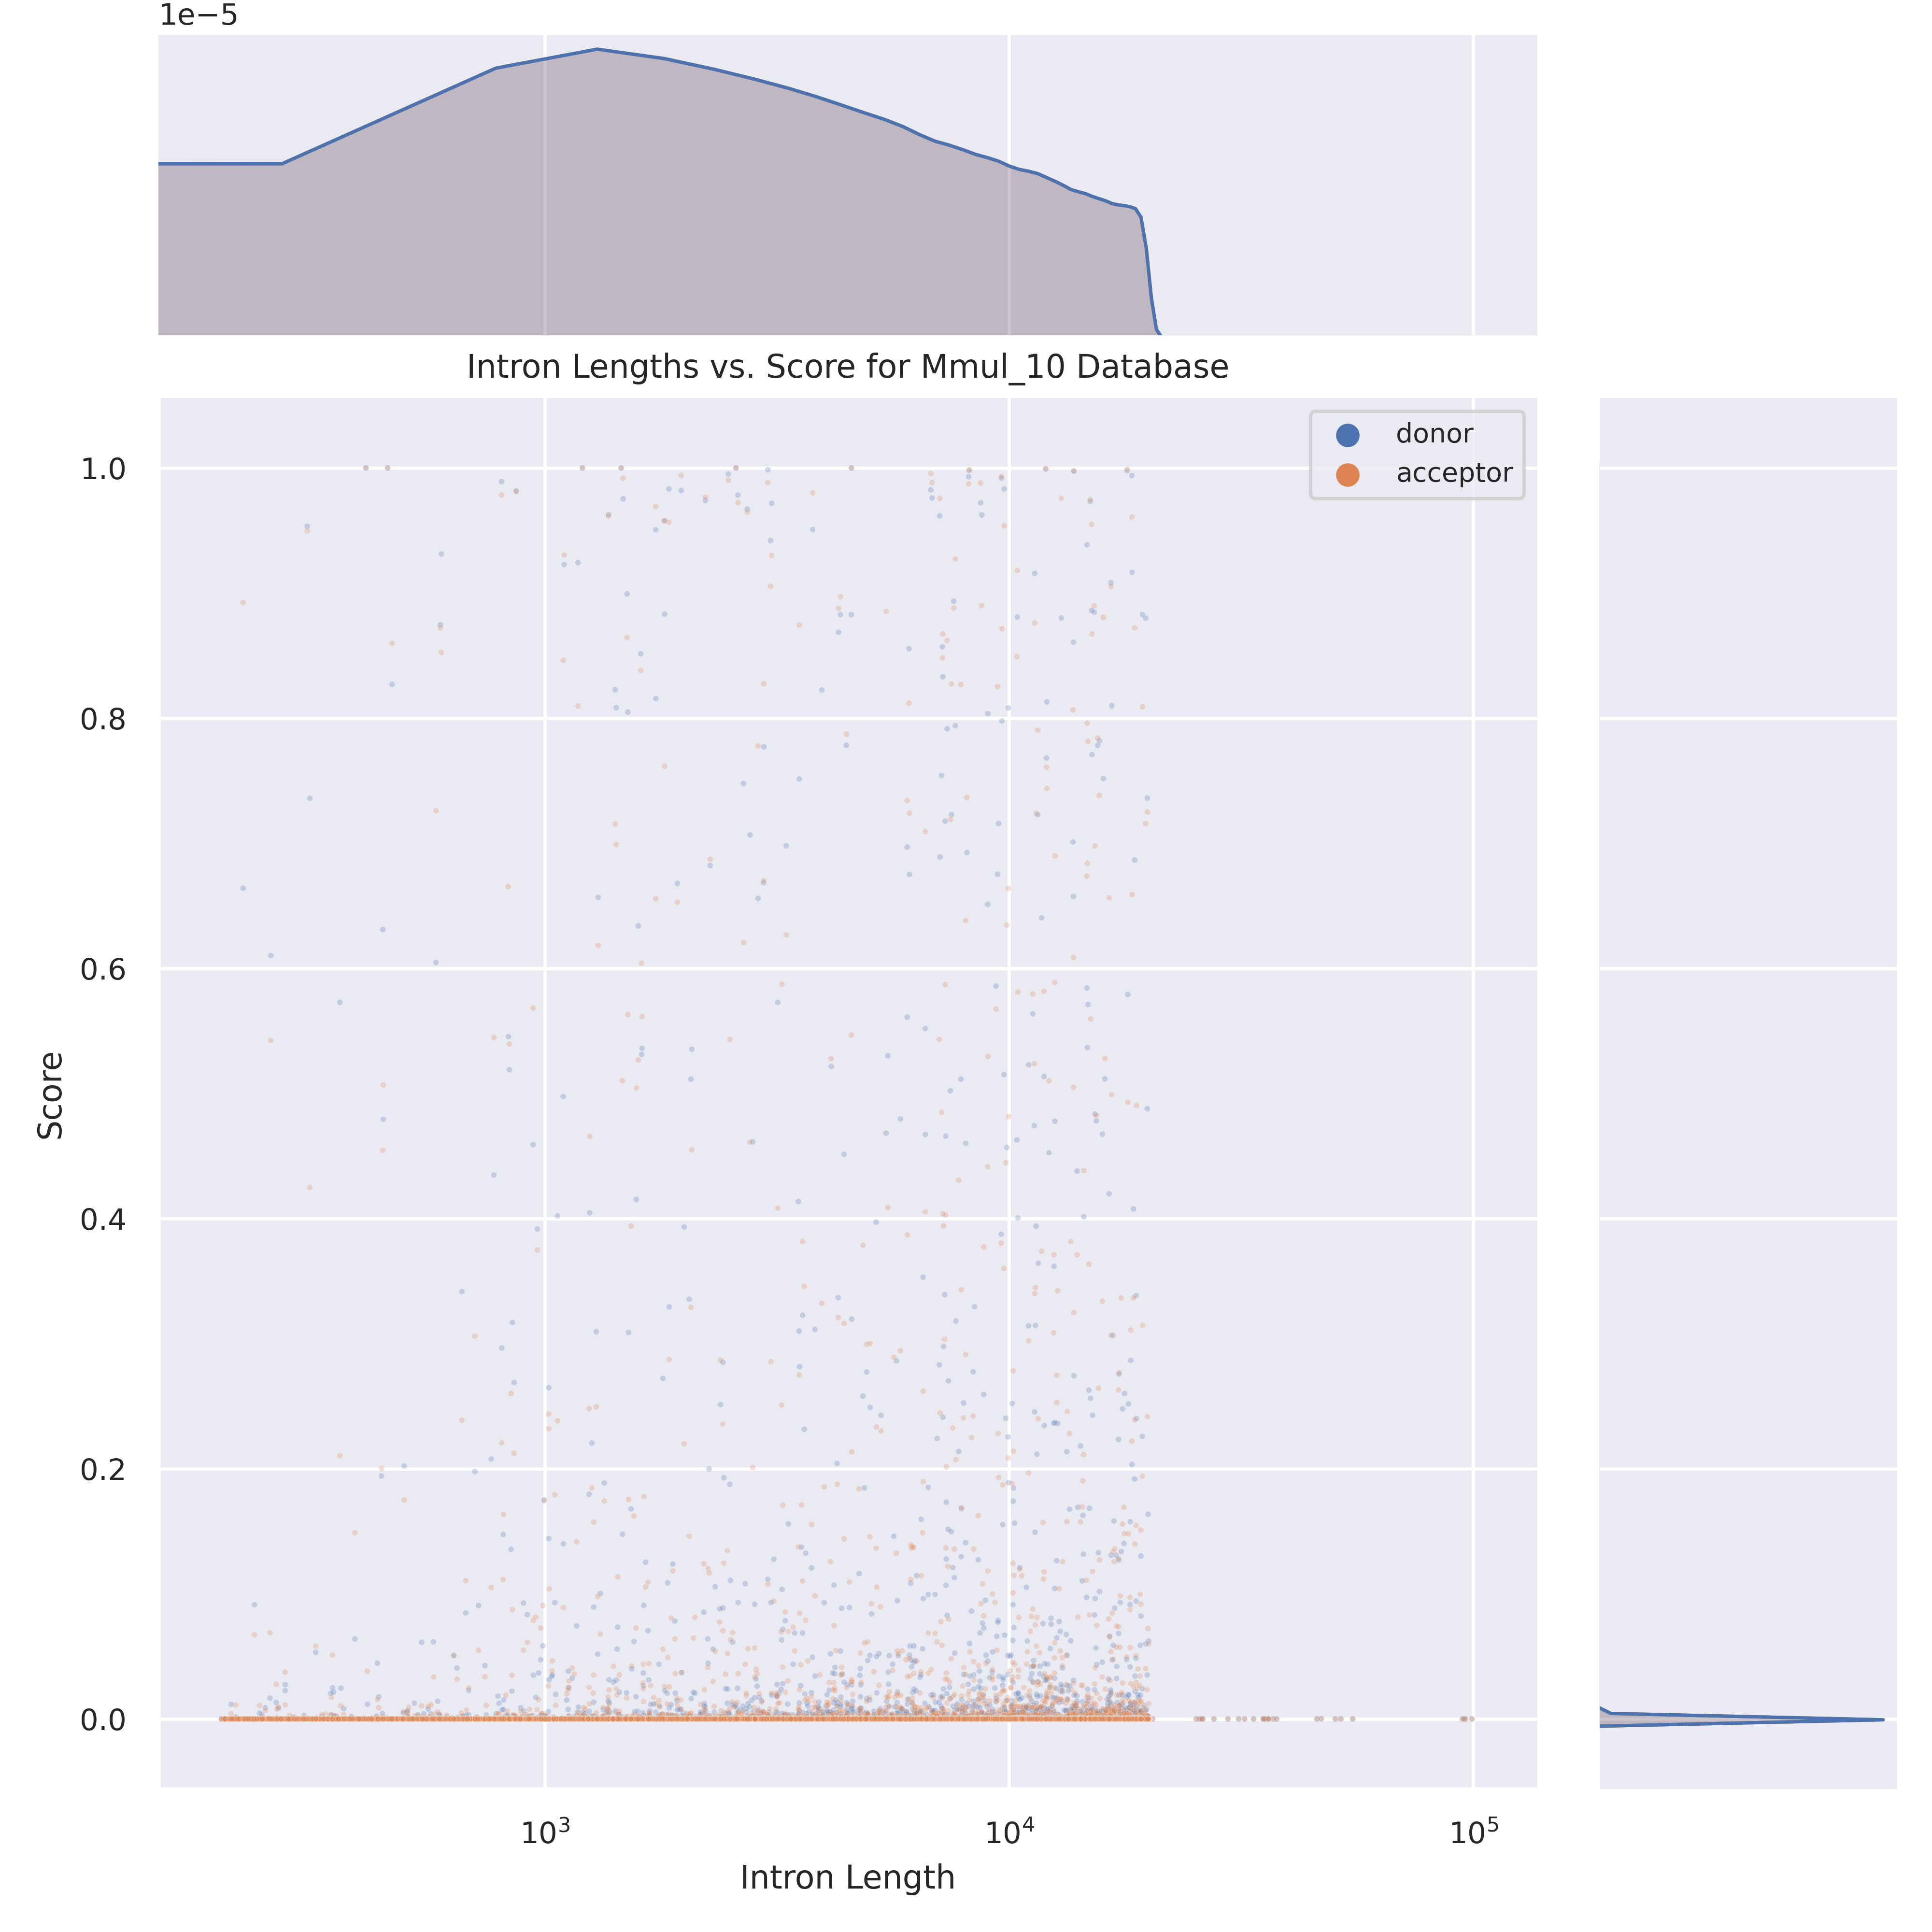 1e−5
Intron Lengths vs. Score for Mmul_10 Database
donor
acceptor
1.0
0.8
0.6
0.4
0.2
0.0
Score
10³ 10⁴ 10⁵
Intron Length